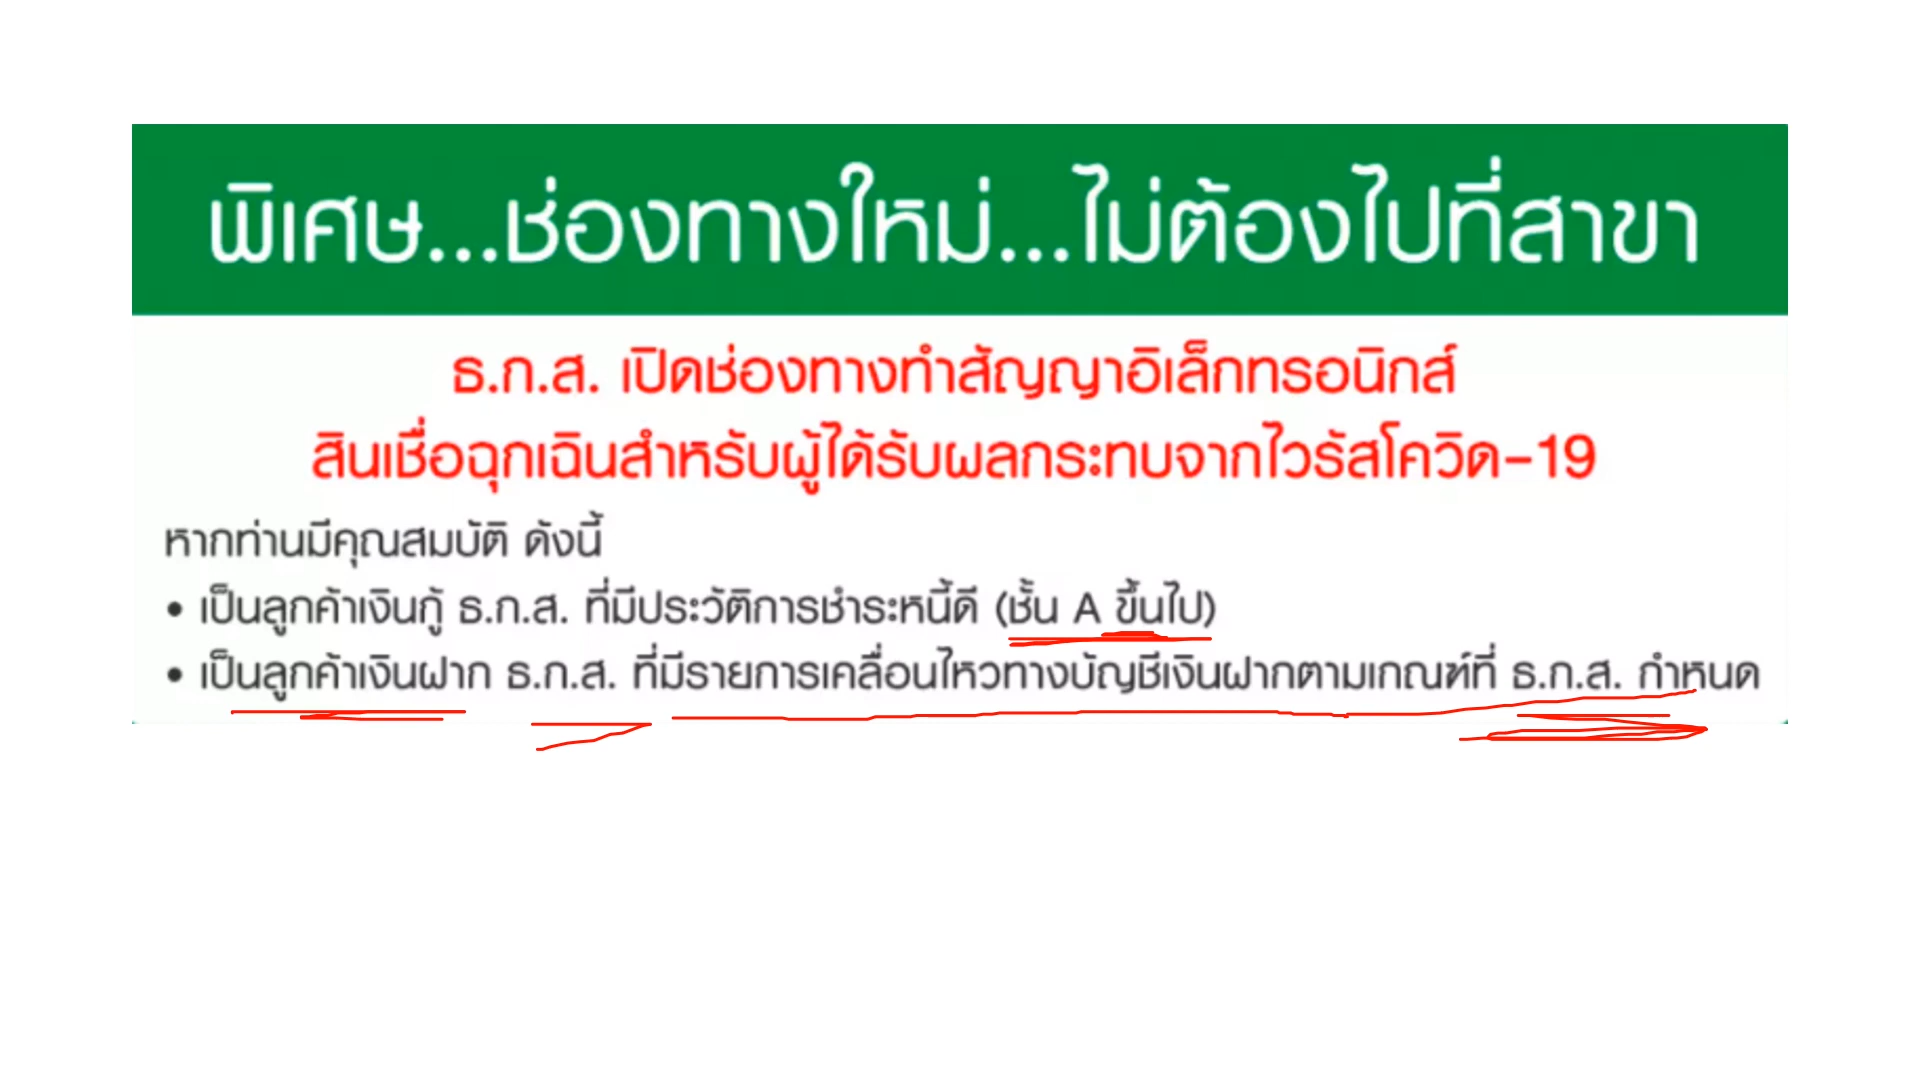 พิเศษ...ช่องทางใหม่...ไม่ต้องไปที่สาขา
ธ.ก.ส. เปิดช่องทางทำสัญญาอิเล็กทรอนิกส์
สินเชื่อฉุกเฉินสำหรับผู้ได้รับผลกระทบจากไวรัสโควิด-19
หากท่านมีคุณสมบัติ ดังนี้
• เป็นลูกค้าเงินกู้ ธ.ก.ส. ที่มีประวัติการชำระหนี้ดี (ชั้น A ขึ้นไป)
• เป็นลูกค้าเงินฝาก ธ.ก.ส. ที่มีรายการเคลื่อนไหวทางบัญชีเงินฝากตามเกณฑ์ที่ ธ.ก.ส. กำหนด